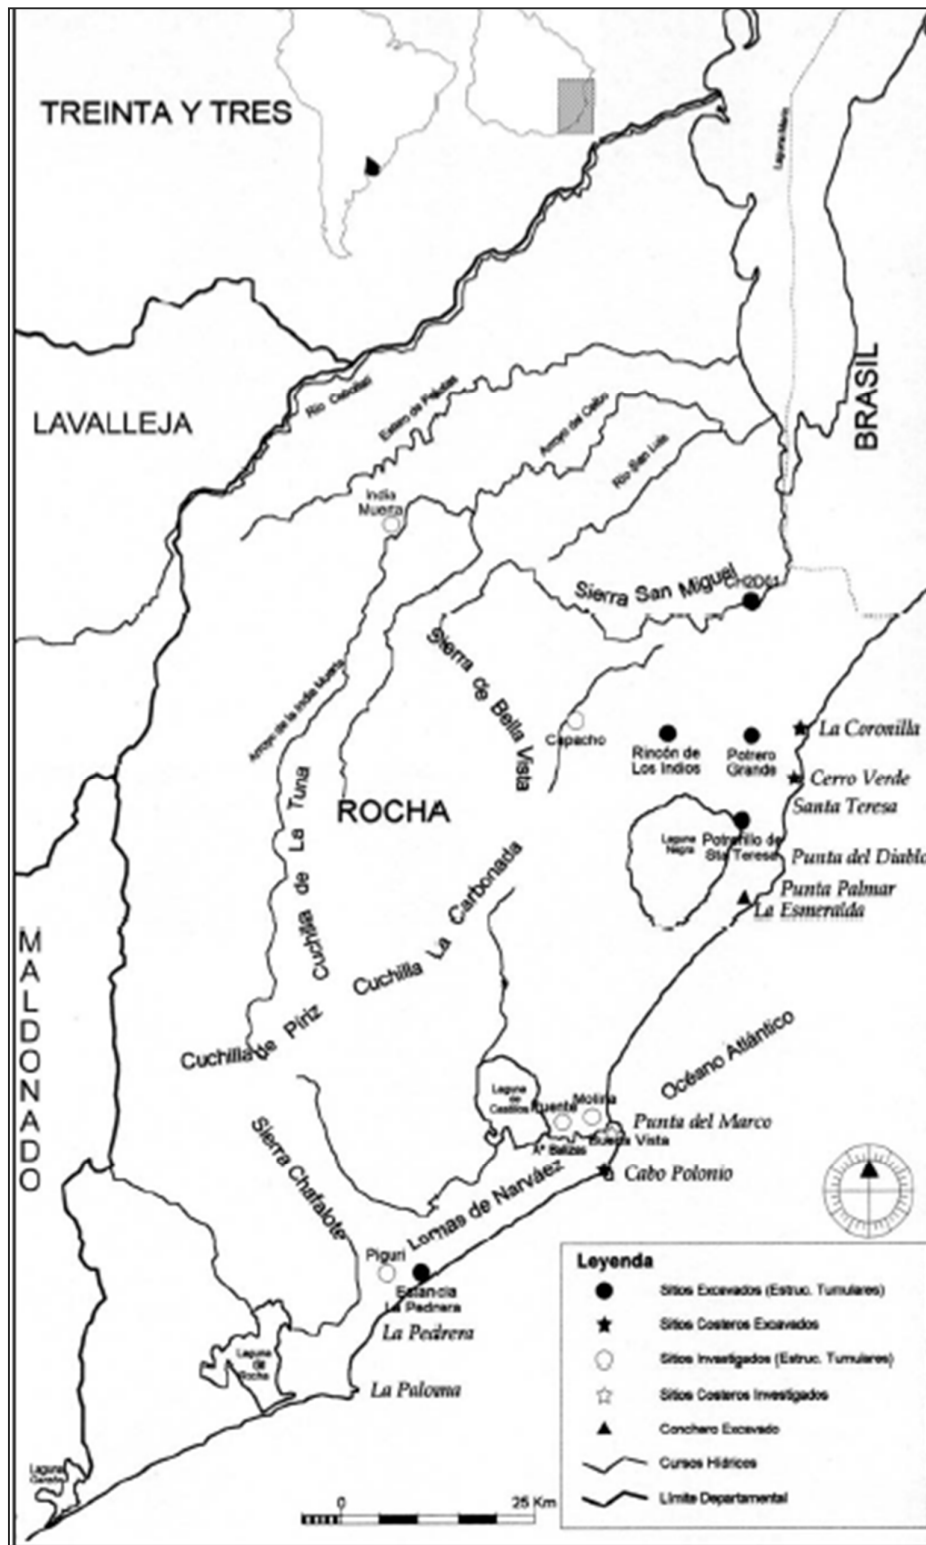 TREINTA Y TRES
Laguna Merín
LAVALLEJA
BRASIL
Río Cebollatí
Estero de Pelotas
Arroyo del Ceibo
Río San Luis
India
Muerta
Sierra San Miguel
CH2D01
Sierra de Bella Vista
Arroyo de la India Muerta
Capacho
Rincón de
Los Indios
Potrero
Grande
La Coronilla
Cerro Verde
Santa Teresa
ROCHA
Cuchilla de La Tuna
Laguna
Negra
Potrerillo de
Sta Teresa
Punta del Diablo
Punta Palmar
La Esmeralda
Cuchilla La Carbonada
MALDONADO
Cuchilla de Píriz
Océano Atlántico
Laguna
de
Castillos
Puente
Molina
Punta del Marco
Buena Vista
Aº Balizas
Cabo Polonio
Sierra Chafalote
Lomas de Narváez
Piguri
Estancia
La Pedrera
La Pedrera
Laguna
de
Rocha
La Paloma
Laguna
Garzón
0 25 Km
Leyenda
Sitios Excavados (Estruc. Tumulares)
Sitios Costeros Excavados
Sitios Investigados (Estruc. Tumulares)
Sitios Costeros Investigados
Conchero Excavado
Cursos Hídricos
Límite Departamental